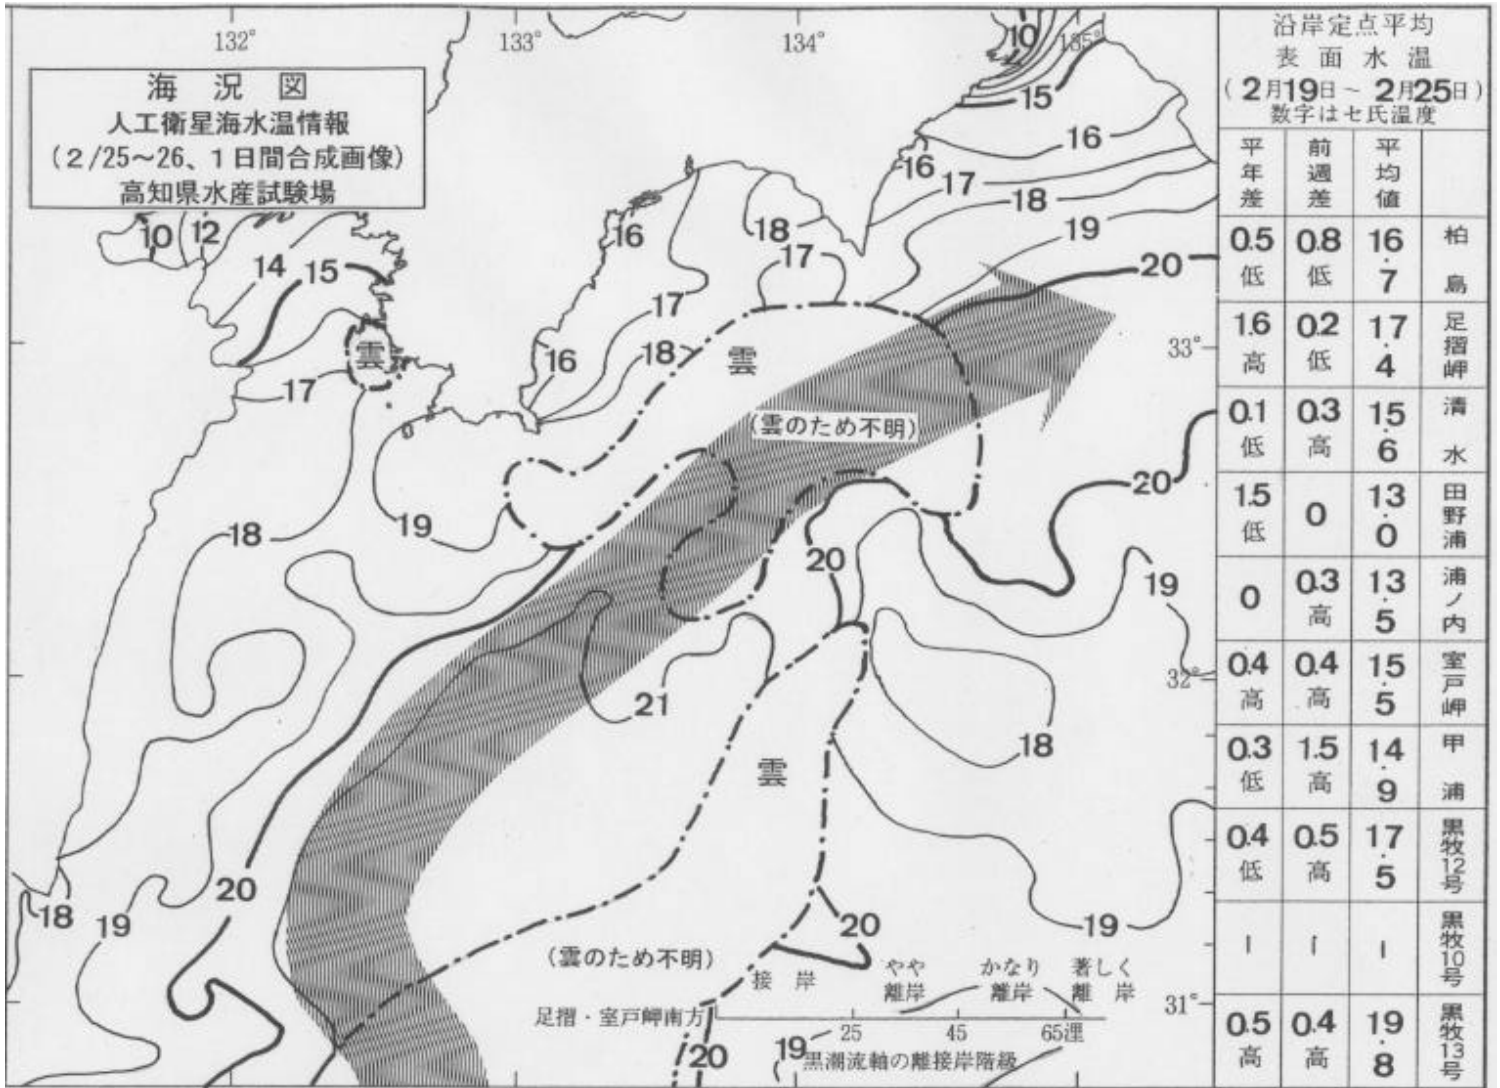 132°
133°
134°
135°
海況図
人工衛星海水温情報
(2/25~26、1日間合成画像)
高知県水産試験場
10
12
14
15
17
雲
18
19
16
16
17
18
18
17
10
15
16
16
17
18
19
20
雲
(雲のため不明)
33°
20
19
20
21
32°
18
雲
20
19
18
19
20
(雲のため不明)
31°
20
19
足摺・室戸岬南方
接岸
やや
離岸
かなり
離岸
著しく
離岸
25
45
65浬
黒潮流軸の離接岸階級
沿岸定点平均
表面水温
(2月19日~2月25日)
数字はセ氏温度
平年差 前週差 平均値
0.5低 0.8低 16.7 柏島
1.6高 0.2低 17.4 足摺岬
0.1低 0.3高 15.6 清水
1.5低 0 13.0 田野浦
0 0.3高 13.5 浦ノ内
0.4高 0.4高 15.5 室戸岬
0.3低 1.5高 14.9 甲浦
0.4低 0.5高 17.5 黒牧12号
ー ー ー 黒牧10号
0.5高 0.4高 19.8 黒牧13号